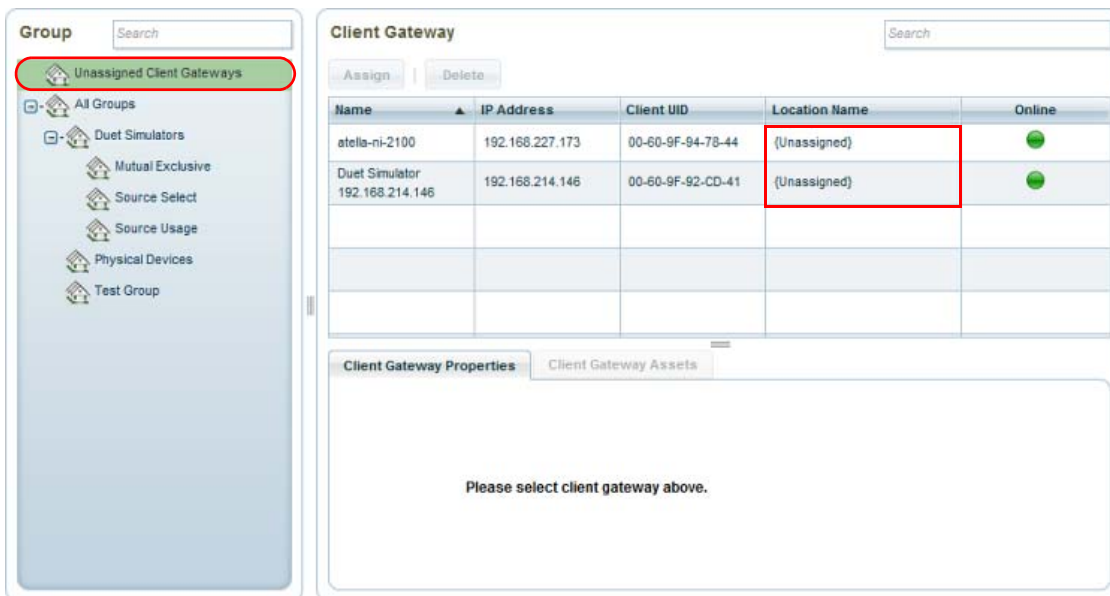 Group
Search
Unassigned Client Gateways
All Groups
Duet Simulators
Mutual Exclusive
Source Select
Source Usage
Physical Devices
Test Group
Client Gateway
Search
Assign | Delete
Name IP Address Client UID Location Name Online
atella-ni-2100 192.168.227.173 00-60-9F-94-78-44 {Unassigned}
Duet Simulator
192.168.214.146 192.168.214.146 00-60-9F-92-CD-41 {Unassigned}
Client Gateway Properties Client Gateway Assets
Please select client gateway above.